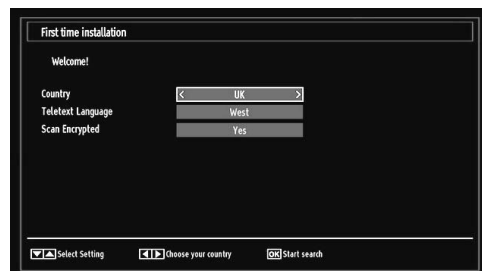 First time installation
Welcome!
Country < UK >
Teletext Language West
Scan Encrypted Yes
Select Setting Choose your country OK Start search